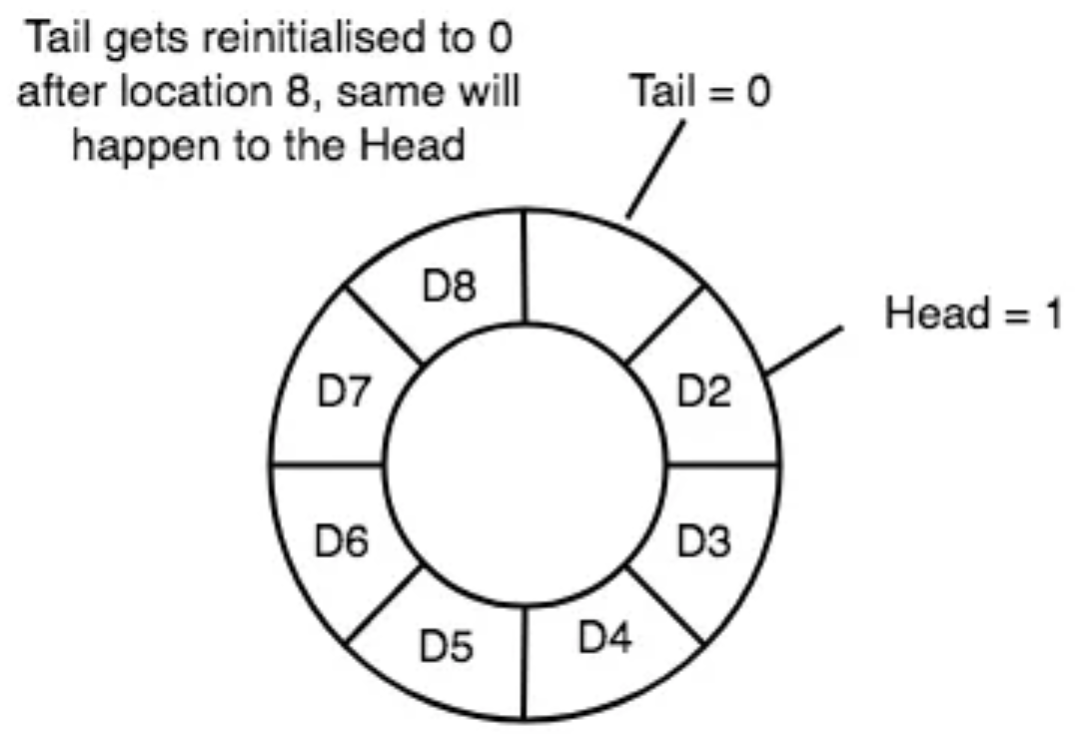 Tail gets reinitialised to 0
after location 8, same will
happen to the Head
Tail = 0
Head = 1
D8
D7
D2
D6
D3
D5
D4